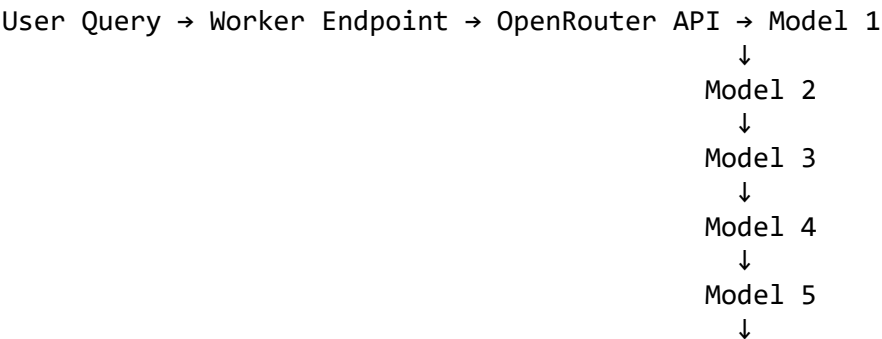 User Query → Worker Endpoint → OpenRouter API → Model 1
↓
Model 2
↓
Model 3
↓
Model 4
↓
Model 5
↓